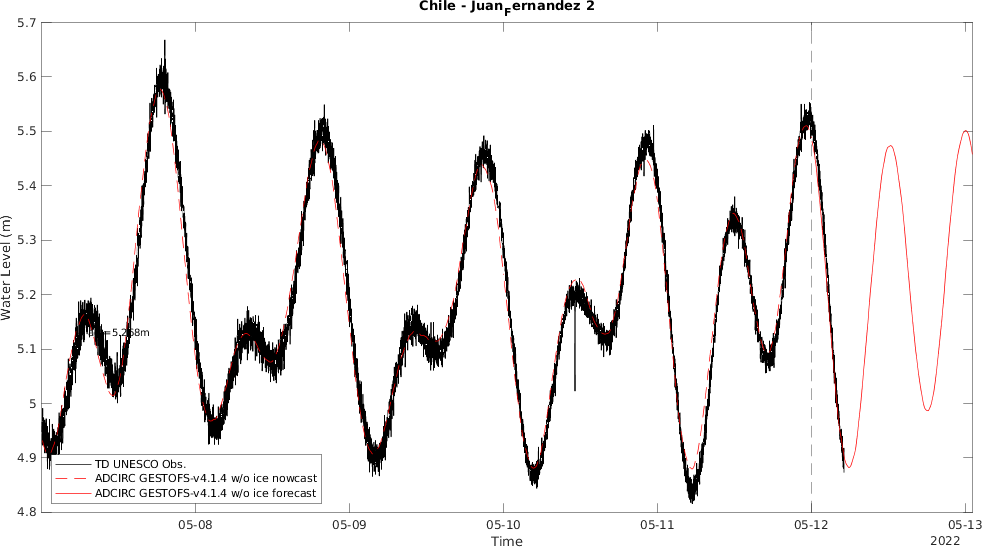 Chile - Juan_Fernandez 2
Water Level (m)
5.7
5.6
5.5
5.4
5.3
5.2
5.1
5
4.9
4.8
=5.268m
TD UNESCO Obs.
ADCIRC GESTOFS-v4.1.4 w/o ice nowcast
ADCIRC GESTOFS-v4.1.4 w/o ice forecast
05-08
05-09
05-10
05-11
05-12
05-13
Time
2022